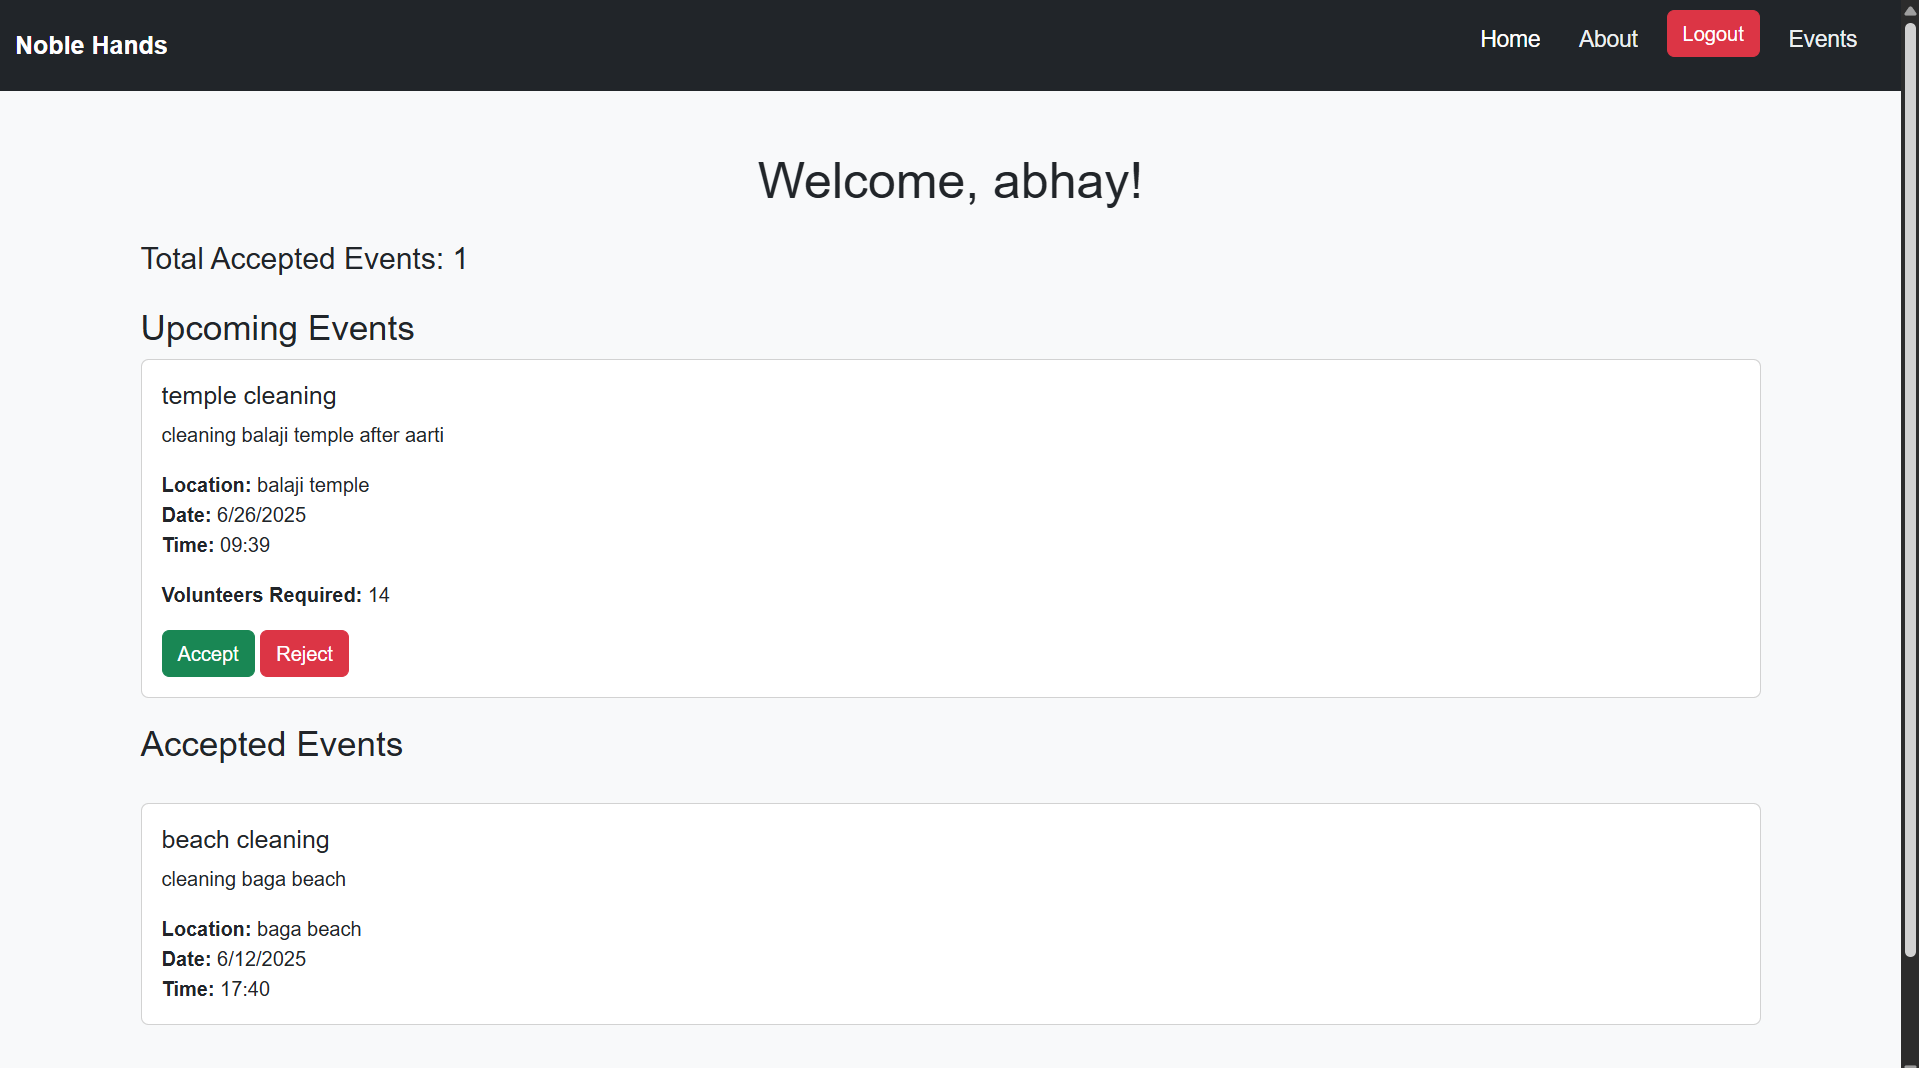 Noble Hands
Home About Logout Events
Welcome, abhay!
Total Accepted Events: 1
Upcoming Events
temple cleaning
cleaning balaji temple after aarti
Location: balaji temple
Date: 6/26/2025
Time: 09:39
Volunteers Required: 14
Accept Reject
Accepted Events
beach cleaning
cleaning baga beach
Location: baga beach
Date: 6/12/2025
Time: 17:40